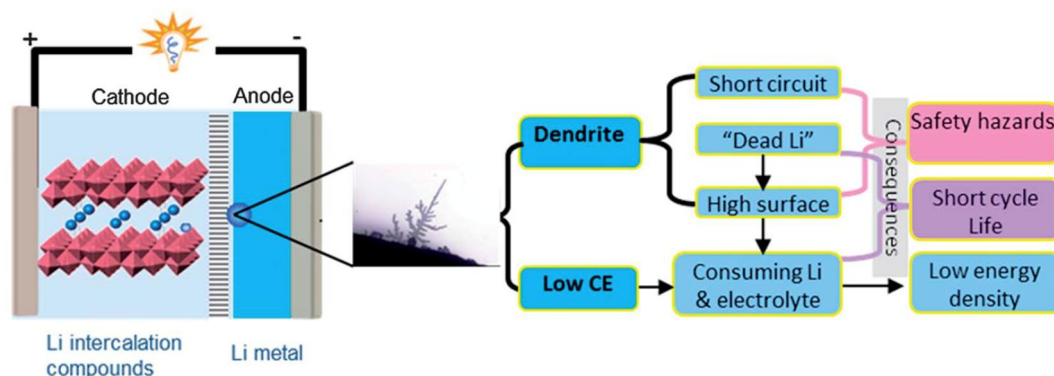 +
-
Cathode
Anode
Li intercalation
compounds
Li metal
Dendrite
Low CE
Short circuit
"Dead Li"
High surface
Consuming Li
& electrolyte
Consequences
Safety hazards
Short cycle
Life
Low energy
density